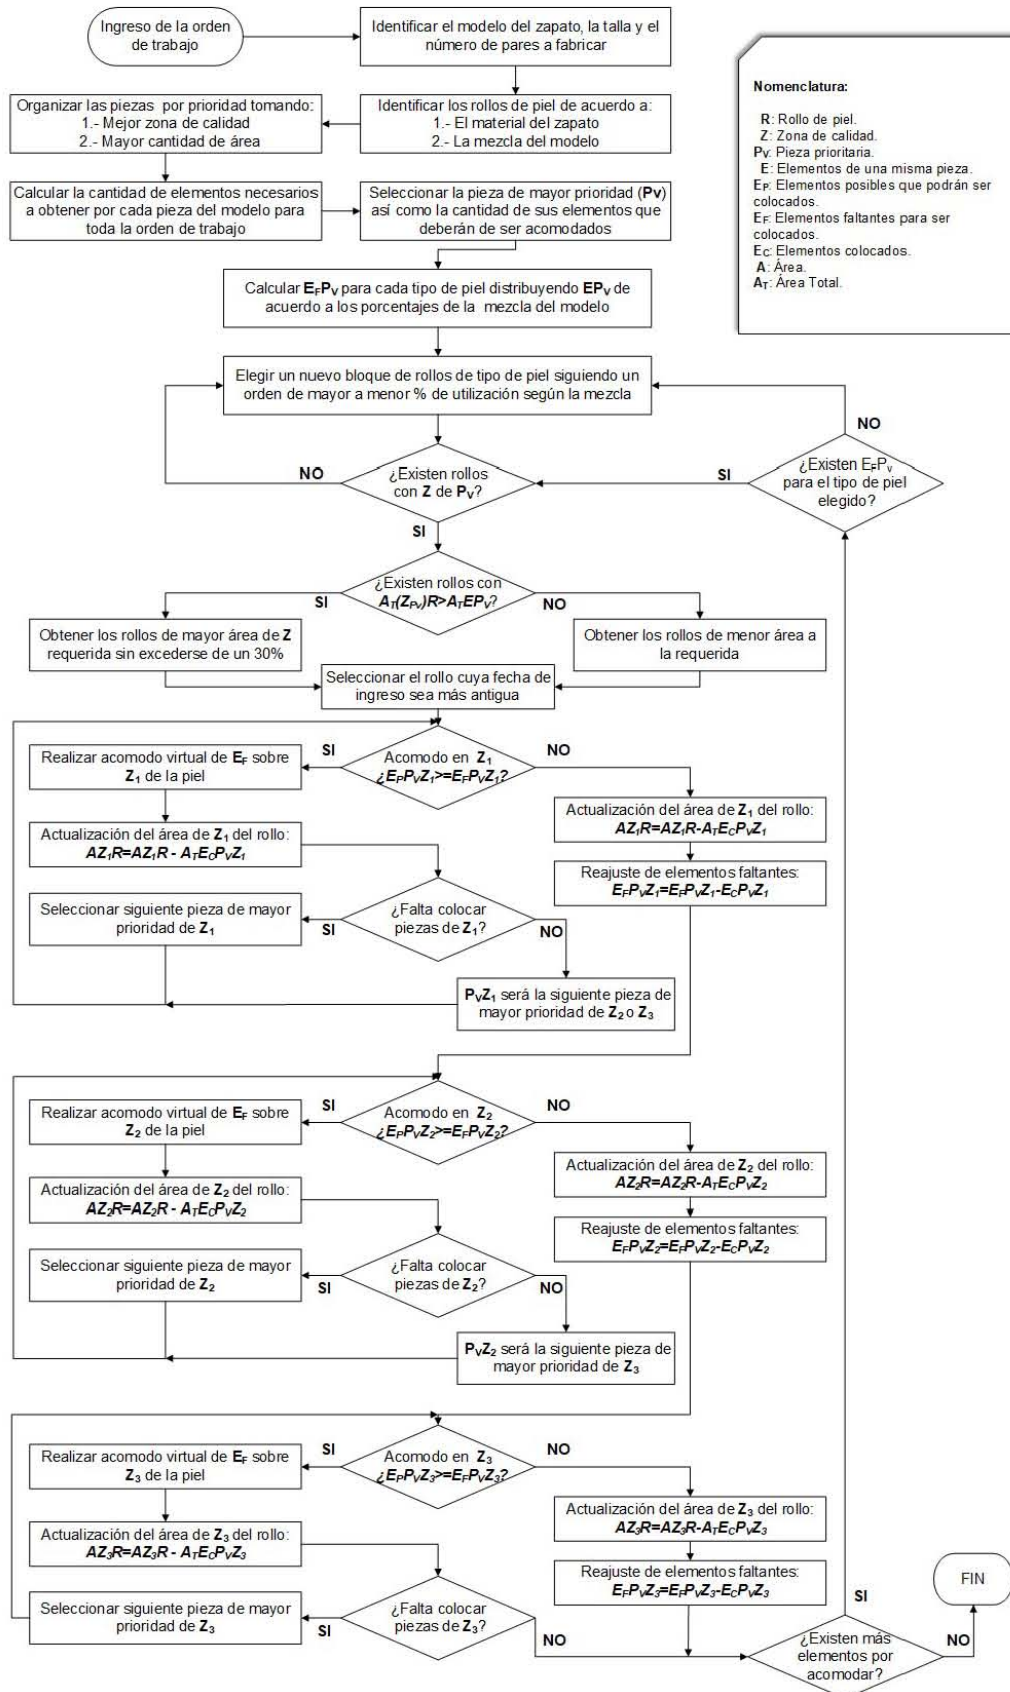 Ingreso de la orden
de trabajo
Identificar el modelo del zapato, la talla y el
número de pares a fabricar
Nomenclatura:
R: Rollo de piel.
Z: Zona de calidad.
PV: Pieza prioritaria.
E: Elementos de una misma pieza.
EP: Elementos posibles que podrán ser
colocados.
EF: Elementos faltantes para ser
colocados.
EC: Elementos colocados.
A: Área.
AT: Área Total.
Organizar las piezas por prioridad tomando:
1.- Mejor zona de calidad
2.- Mayor cantidad de área
Identificar los rollos de piel de acuerdo a:
1.- El material del zapato
2.- La mezcla del modelo
Calcular la cantidad de elementos necesarios
a obtener por cada pieza del modelo para
toda la orden de trabajo
Seleccionar la pieza de mayor prioridad (Pv)
así como la cantidad de sus elementos que
deberán de ser acomodados
Calcular EFPV para cada tipo de piel distribuyendo EPV de
acuerdo a los porcentajes de la mezcla del modelo
Elegir un nuevo bloque de rollos de tipo de piel siguiendo un
orden de mayor a menor % de utilización según la mezcla
NO
NO
¿Existen rollos
con Z de PV?
SI
¿Existen EFPV
para el tipo de piel
elegido?
SI
¿Existen rollos con
AT(ZPV)R>ATEPV?
SI
NO
Obtener los rollos de mayor área de Z
requerida sin excederse de un 30%
Obtener los rollos de menor área a
la requerida
Seleccionar el rollo cuya fecha de
ingreso sea más antigua
Realizar acomodo virtual de EF sobre
Z1 de la piel
SI
Acomodo en Z1
¿EPPVZ1>=EFPVZ1?
NO
Actualización del área de Z1 del rollo:
AZ1R=AZ1R-ATECPVZ1
Actualización del área de Z1 del rollo:
AZ1R=AZ1R - ATECPVZ1
Reajuste de elementos faltantes:
EFPVZ1=EFPVZ1-ECPVZ1
Seleccionar siguiente pieza de mayor
prioridad de Z1
SI
¿Falta colocar
piezas de Z1?
NO
PVZ1 será la siguiente pieza de
mayor prioridad de Z2 o Z3
Realizar acomodo virtual de EF sobre
Z2 de la piel
SI
Acomodo en Z2
¿EPPVZ2>=EFPVZ2?
NO
Actualización del área de Z2 del rollo:
AZ2R=AZ2R-ATECPVZ2
Actualización del área de Z2 del rollo:
AZ2R=AZ2R - ATECPVZ2
Reajuste de elementos faltantes:
EFPVZ2=EFPVZ2-ECPVZ2
Seleccionar siguiente pieza de mayor
prioridad de Z2
SI
¿Falta colocar
piezas de Z2?
NO
PVZ2 será la siguiente pieza de
mayor prioridad de Z3
Realizar acomodo virtual de EF sobre
Z3 de la piel
SI
Acomodo en Z3
¿EPPVZ3>=EFPVZ3?
NO
Actualización del área de Z3 del rollo:
AZ3R=AZ3R-ATECPVZ3
Actualización del área de Z3 del rollo:
AZ3R=AZ3R - ATECPVZ3
Reajuste de elementos faltantes:
EFPVZ3=EFPVZ3-ECPVZ3
Seleccionar siguiente pieza de mayor
prioridad de Z3
SI
¿Falta colocar
piezas de Z3?
NO
SI
¿Existen más
elementos por
acomodar?
NO
FIN